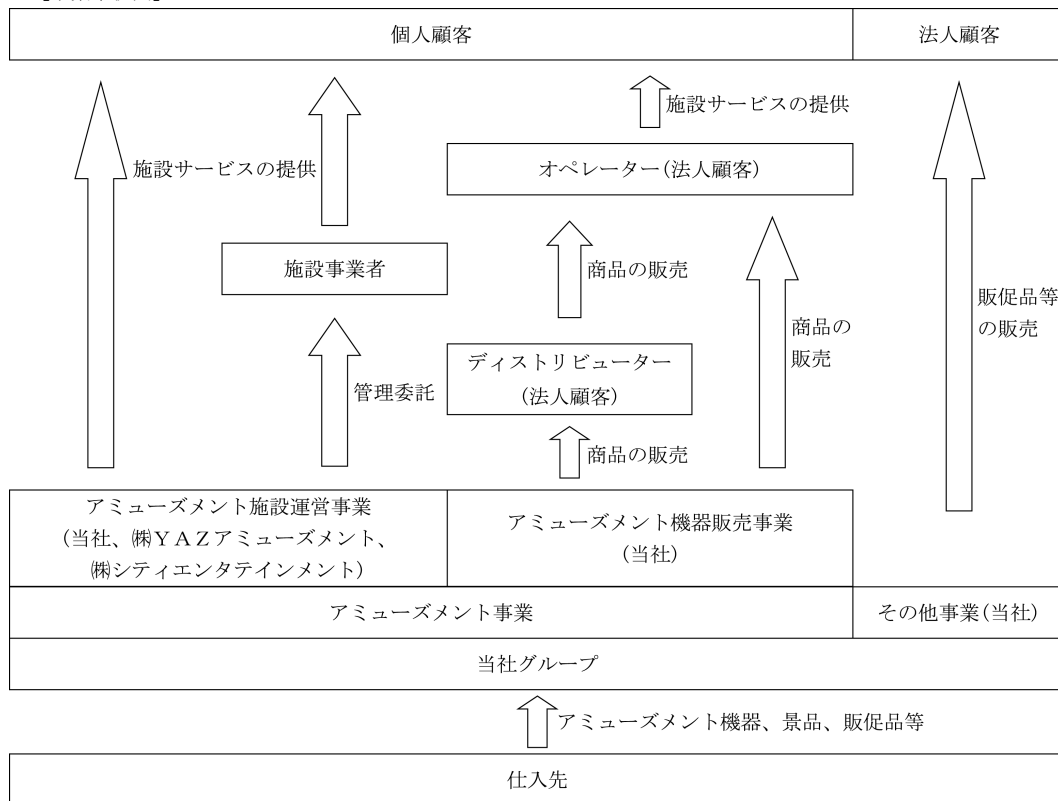 個人顧客
法人顧客
施設サービスの提供
施設サービスの提供
オペレーター(法人顧客)
施設事業者
商品の販売
販促品等
の販売
商品の
販売
ディストリビューター
(法人顧客)
管理委託
商品の販売
アミューズメント施設運営事業
(当社、㈱ＹＡＺアミューズメント、
㈱シティエンタテインメント)
アミューズメント機器販売事業
(当社)
アミューズメント事業
その他事業(当社)
当社グループ
アミューズメント機器、景品、販促品等
仕入先